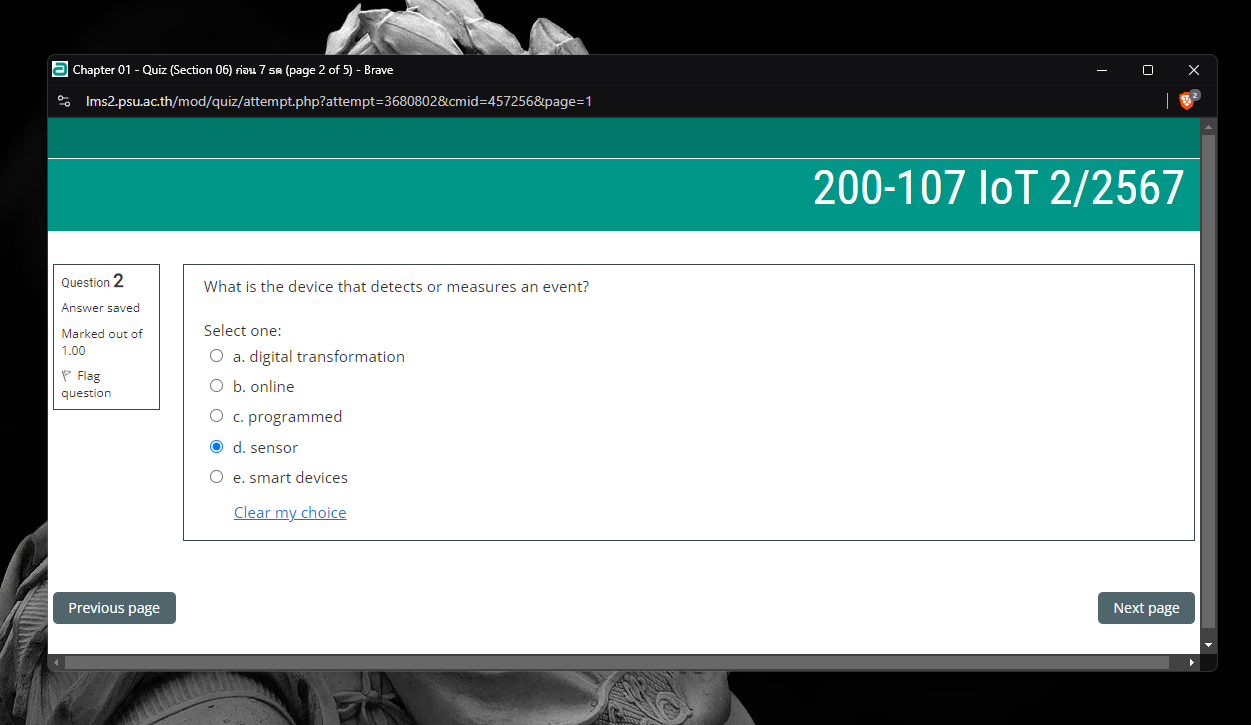 Chapter 01 - Quiz (Section 06) ก่อน 7 ธค (page 2 of 5) - Brave
lms2.psu.ac.th/mod/quiz/attempt.php?attempt=3680802&cmid=457256&page=1
2
200-107 IoT 2/2567
Question 2
Answer saved
Marked out of
1.00
Flag
question
What is the device that detects or measures an event?
Select one:
a. digital transformation
b. online
c. programmed
d. sensor
e. smart devices
Clear my choice
Previous page
Next page